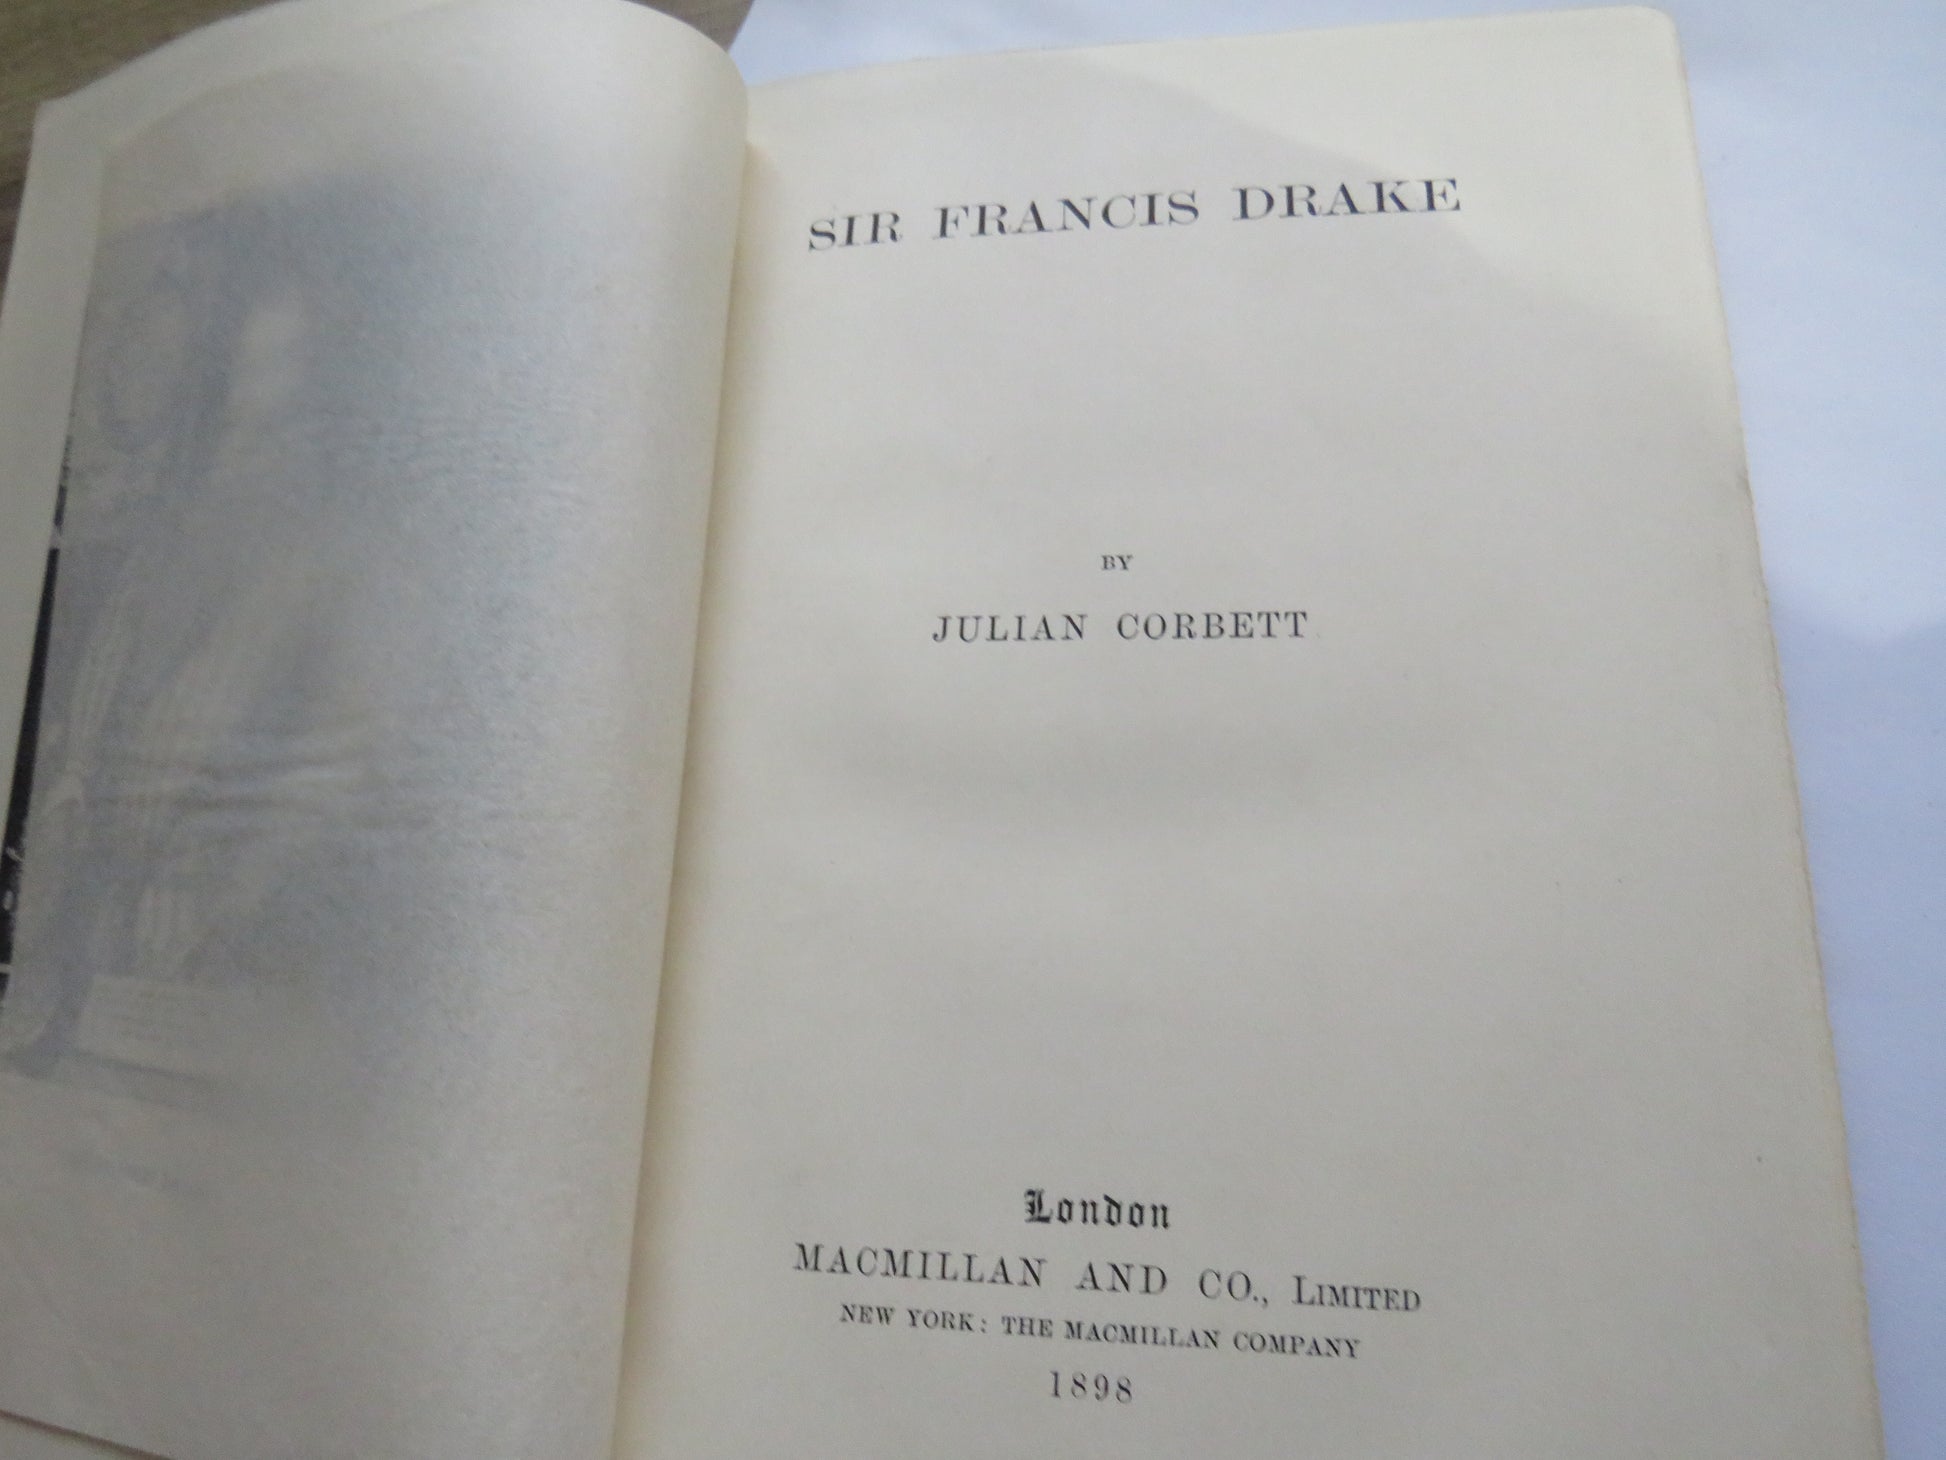 SIR FRANCIS DRAKE
BY
JULIAN CORBETT
London
MACMILLAN AND CO., LIMITED
NEW YORK: THE MACMILLAN COMPANY
1898